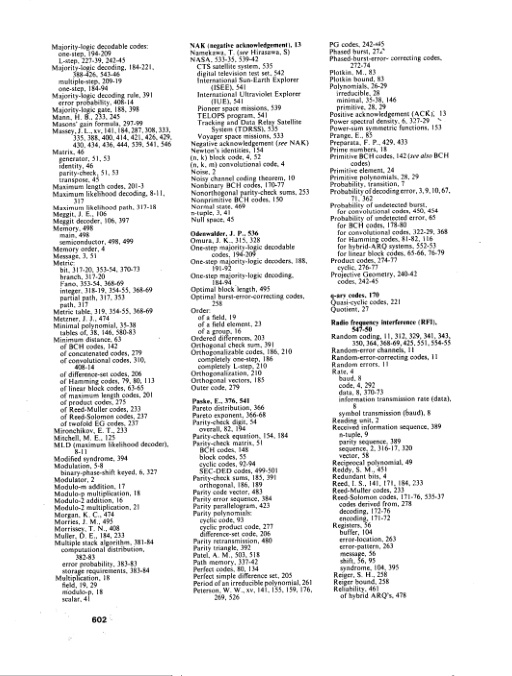 Majority-logic decodable codes:
one-step, 194-209
L-step, 227-39, 242-45
Majority-logic decoding, 184-221,
388-426, 543-46
multiple-step, 209-19
one-step, 184-94
Majority-logic decoding rule, 391
error probability, 408-14
Majority-logic gate, 188, 398
Mann, H. B., 233, 245
Masons' gain formula, 297-99
Massey, J. L., xv, 141, 184, 287, 308, 333,
335, 388, 400, 414, 421, 426, 429,
430, 434, 436, 444, 539, 541, 546
Matrix, 46
generator, 51, 53
identity, 46
parity-check, 51, 53
transpose, 45
Maximum length codes, 201-3
Maximum likelihood decoding, 8-11,
317
Maximum likelihood path, 317-18
Meggit, J. E., 106
Meggit decoder, 106, 397
Memory, 498
main, 498
semiconductor, 498, 499
Memory order, 4
Message, 3, 51
Metric:
bit, 317-20, 353-54, 370-73
branch, 317-20
Fano, 353-54, 368-69
integer, 318-19, 354-55, 368-69
partial path, 317, 353
path, 317
Metric table, 319, 354-55, 368-69
Metzner, J. J., 474
Minimal polynomial, 35-38
tables of, 38, 146, 580-83
Minimum distance, 63
of BCH codes, 142
of concatenated codes, 279
of convolutional codes, 310,
408-14
of difference-set codes, 206
of Hamming codes, 79, 80, 113
of linear block codes, 63-65
of maximum length codes, 201
of product codes, 275
of Reed-Muller codes, 233
of Reed-Solomon codes, 237
of twofold EG codes, 237
Mironchikov, E. T., 233
Mitchell, M. E., 125
MLD (maximum likelihood decoder),
8-11
Modified syndrome, 394
Modulation, 5-8
binary-phase-shift keyed, 6, 327
Modulator, 2
Modulo-m addition, 17
Modulo-p multiplication, 18
Modulo-2 addition, 16
Modulo-2 multiplication, 21
Morgan, K. C., 474
Morries, J. M., 495
Morrissey, T. N., 408
Muller, D. E., 184, 233
Multiple stack algorithm, 381-84
computational distribution,
382-83
error probability, 383-83
storage requirements, 383-84
Multiplication, 18
field, 19, 29
modulo-p, 18
scalar, 41
NAK (negative acknowledgement), 13
Namekawa, T. (see Hirasawa, S)
NASA, 533-35, 539-42
CTS satellite system, 535
digital television test set, 542
International Sun-Earth Explorer
(ISEE), 541
International Ultraviolet Explorer
(IUE), 541
Pioneer space missions, 539
TELOPS program, 541
Tracking and Data Relay Satellite
System (TDRSS), 535
Voyager space missions, 533
Negative acknowledgement (see NAK)
Newton's identities, 154
(n, k) block code, 4, 52
(n, k, m) convolutional code, 4
Noise, 2
Noisy channel coding theorem, 10
Nonbinary BCH codes, 170-77
Nonorthogonal parity-check sums, 253
Nonprimitive BCH codes, 150
Normal state, 469
n-tuple, 3, 41
Null space, 45
Odenwalder, J. P., 536
Omura, J. K., 315, 328
One-step majority-logic decodable
codes, 194-209
One-step majority-logic decoders, 188,
191-92
One-step majority-logic decoding,
184-94
Optimal block length, 495
Optimal burst-error-correcting codes,
258
Order:
of a field, 19
of a field element, 23
of a group, 16
Ordered differences, 203
Orthogonal check sum, 391
Orthogonalizable codes, 186, 210
completely one-step, 186
completely L-step, 210
Orthogonalization, 210
Orthogonal vectors, 185
Outer code, 279
Paske, E., 376, 541
Pareto distribution, 366
Pareto exponent, 366-68
Parity-check digit, 54
overall, 82, 194
Parity-check equation, 154, 184
Parity-check matrix, 51
BCH codes, 148
block codes, 55
cyclic codes, 92-94
SEC-DED codes, 499-501
Parity-check sums, 185, 391
orthogonal, 186, 189
Parity code vector, 483
Parity error sequence, 384
Parity parallelogram, 423
Parity polynomial:
cyclic code, 93
cyclic product code, 277
difference-set code, 206
Parity retransmission, 480
Parity triangle, 392
Patel, A. M., 503, 518
Path memory, 337-42
Perfect codes, 80, 134
Perfect simple difference set, 205
Period of an irreducible polynomial, 261
Peterson, W. W., xv, 141, 155, 159, 176,
269, 526
PG codes, 242-45
Phased burst, 27
Phased-burst-error- correcting codes,
272-74
Plotkin, M., 83
Plotkin bound, 83
Polynomials, 26-29
irreducible, 28
minimal, 35-38, 146
primitive, 28, 29
Positive acknowledgement (ACK), 13
Power spectral density, 6, 327-29
Power-sum symmetric functions, 153
Prange, E., 85
Preparata, F. P., 429, 433
Prime numbers, 18
Primitive BCH codes, 142 (see also BCH
codes)
Primitive element, 24
Primitive polynomials, 28, 29
Probability, transition, 7
Probability of decoding error, 3, 9, 10, 67,
71, 362
Probability of undetected burst,
for convolutional codes, 450, 454
Probability of undetected error, 65
for BCH codes, 178-80
for convolutional codes, 322-29, 368
for Hamming codes, 81-82, 116
for hybrid-ARQ systems, 552-53
for linear block codes, 65-66, 76-79
Product codes, 274-77
cyclic, 276-77
Projective Geometry, 240-42
codes, 242-45
q-ary codes, 170
Quasi-cyclic codes, 221
Quotient, 27
Radio frequency interference (RFI),
547-50
Random coding, 11, 312, 329, 341, 343,
350, 364, 368-69, 425, 551, 554-55
Random-error channels, 11
Random-error-correcting codes, 11
Random errors, 11
Rate, 4
baud, 8
code, 4, 292
data, 8, 370-73
information transmission rate (data),
8
symbol transmission (baud), 8
Reading unit, 2
Received information sequence, 389
n-tuple, 9
parity sequence, 389
sequence, 2, 316-17, 320
vector, 58
Reciprocal polynomial, 49
Reddy, S. M., 451
Redundant bits, 4
Reed, I. S., 141, 171, 184, 233
Reed-Muller codes, 233
Reed-Solomon codes, 171-76, 535-37
codes derived from, 278
decoding, 172-76
encoding, 171-72
Registers, 56
buffer, 104
error-location, 263
error-pattern, 263
message, 56
shift, 56, 95
syndrome, 104, 395
Reiger, S. H., 258
Reiger bound, 258
Reliability, 461
of hybrid ARQ's, 478
602